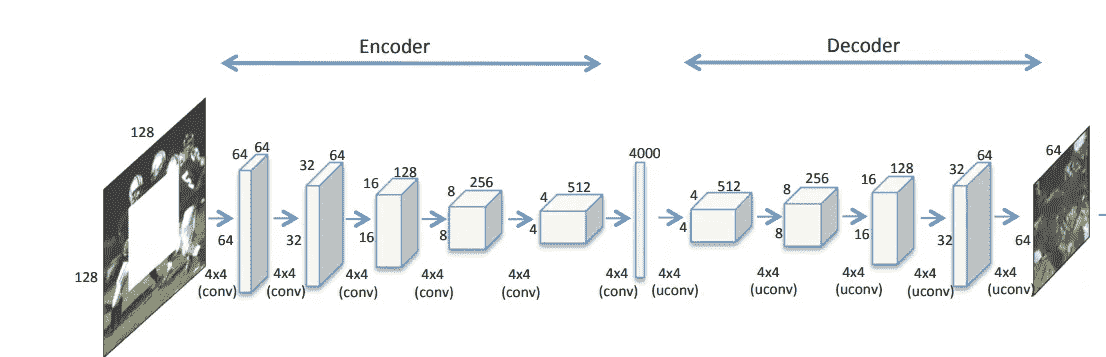 Encoder
Decoder
128
128
64 64
64
4x4
(conv)
32 64
32
4x4
(conv)
16 128
16
4x4
(conv)
8 256
8
4x4
(conv)
4 512
4
4x4
(conv)
4000
4x4
(conv)
4 512
4
4x4
(uconv)
8 256
8
4x4
(uconv)
16 128
16
4x4
(uconv)
32 64
32
4x4
(uconv)
64
64
4x4
(uconv)